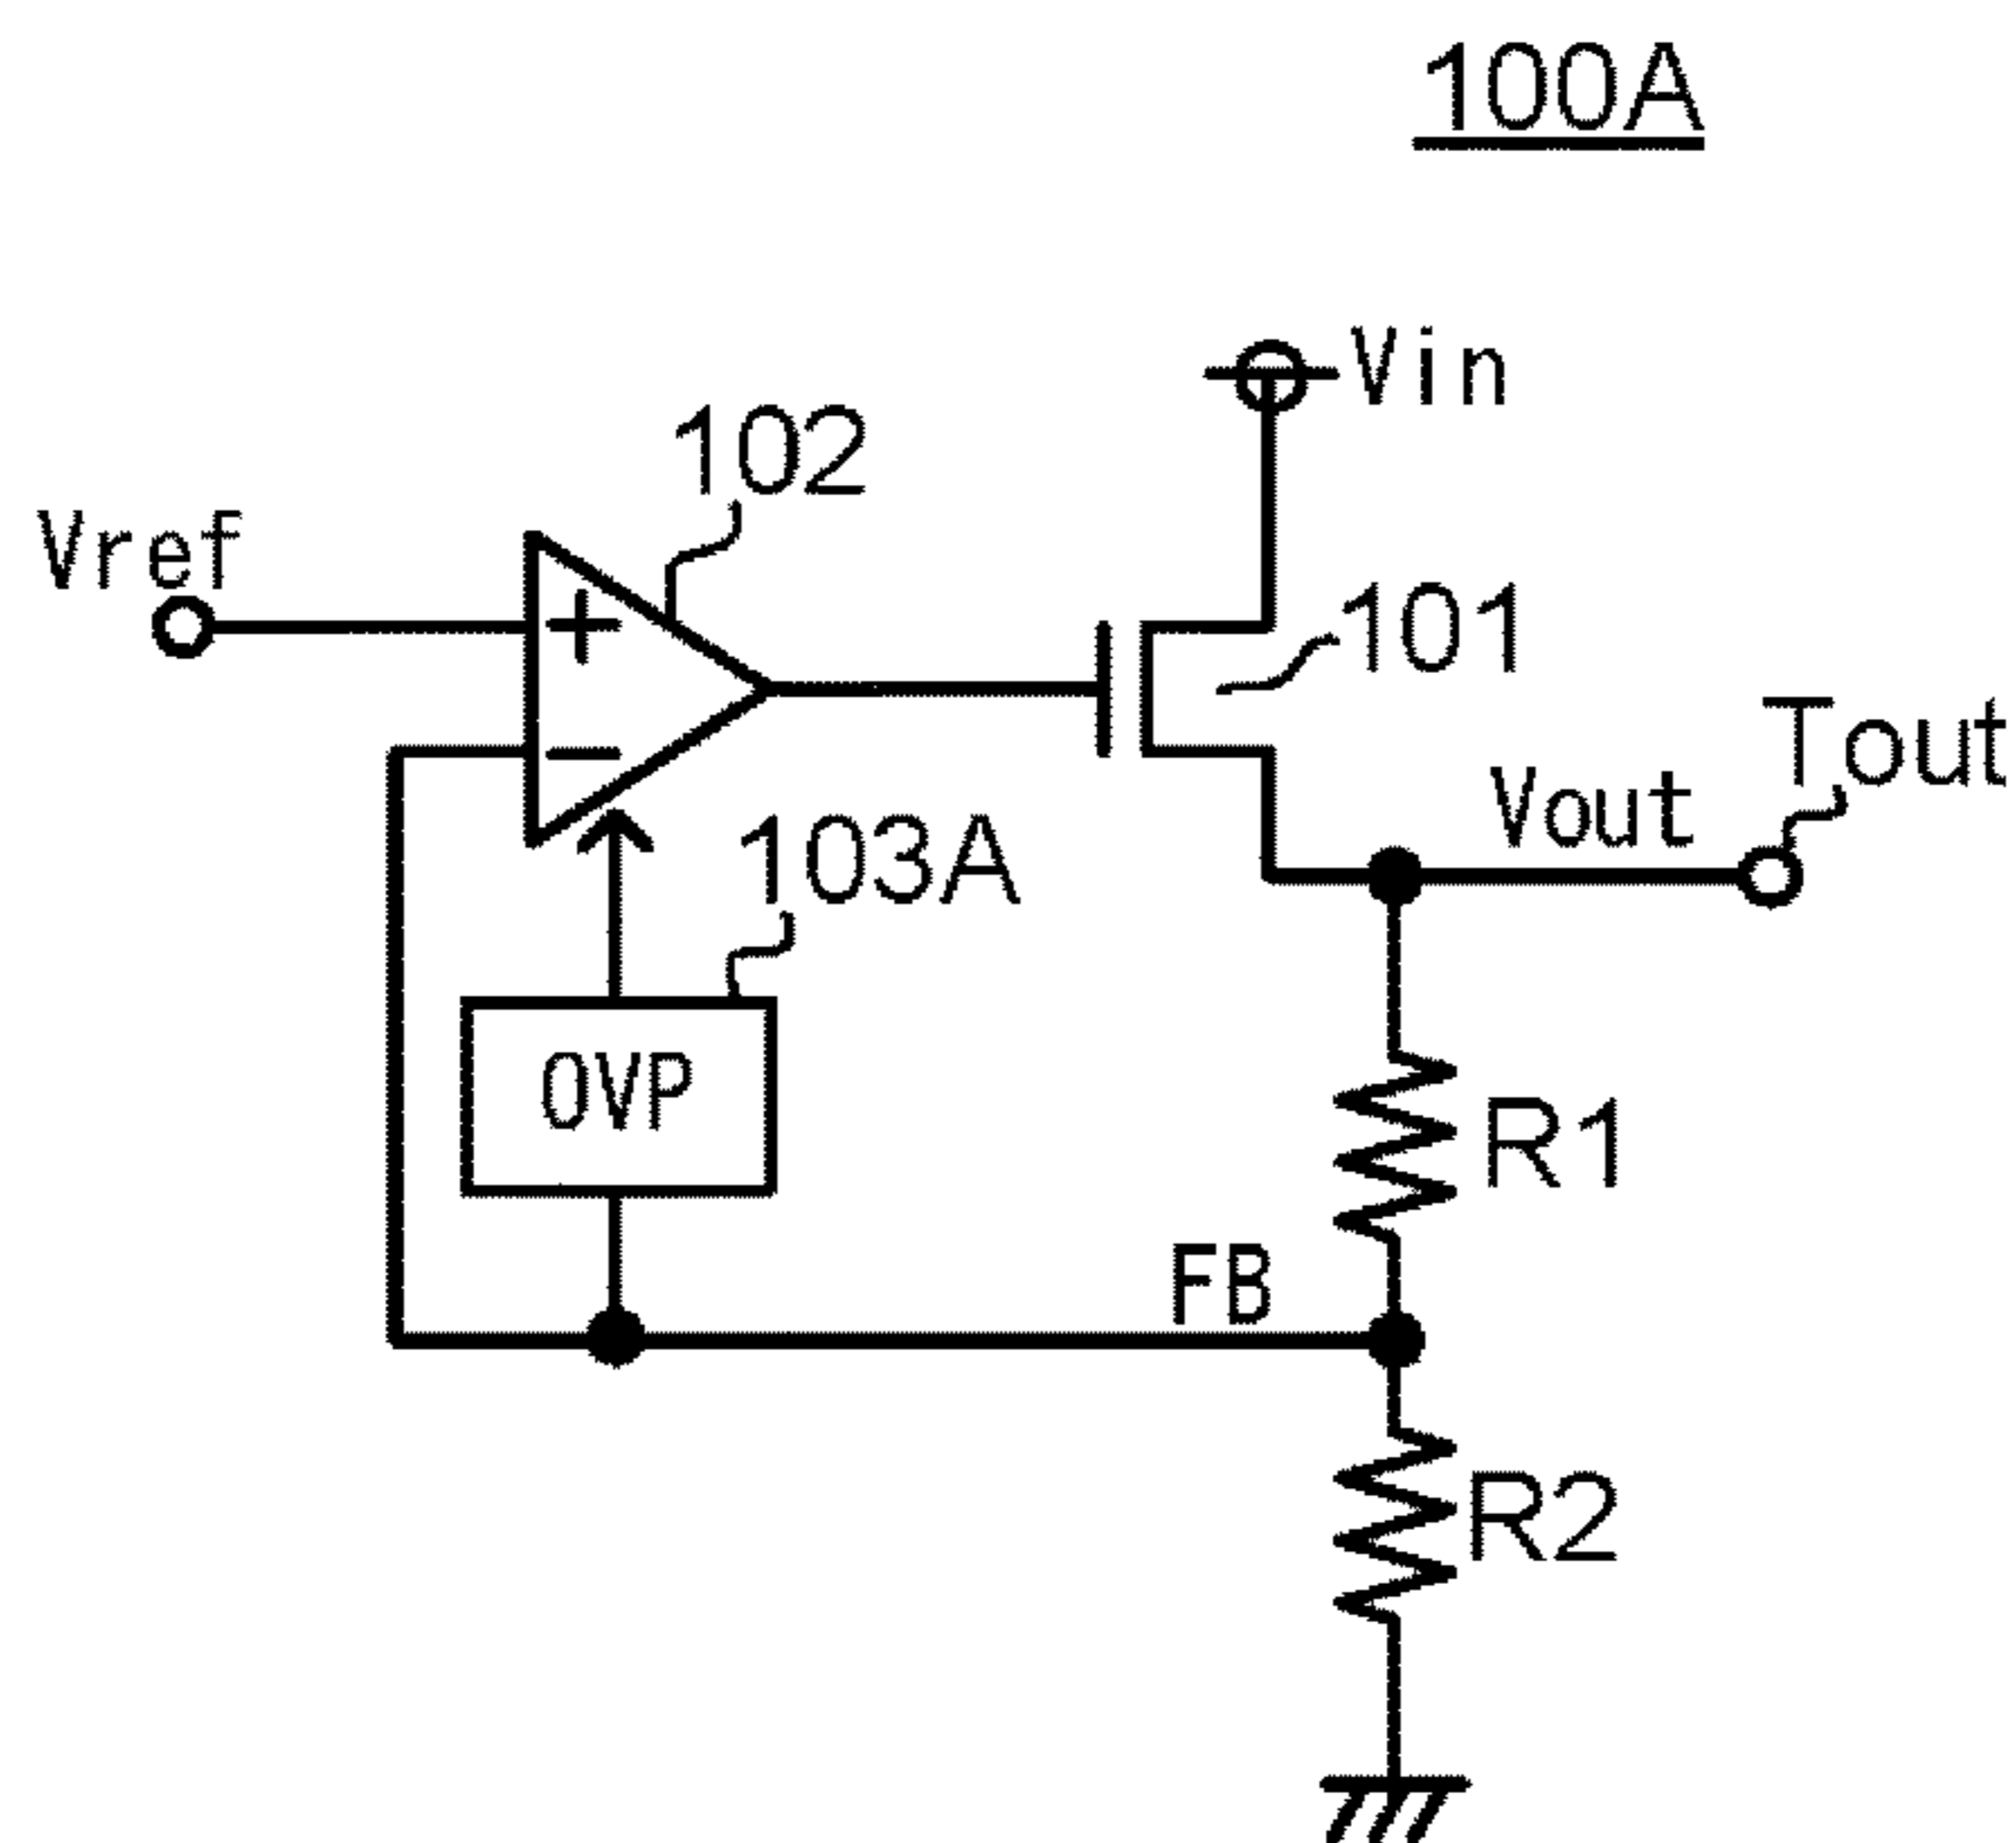 100A
Vin
102
Vref
+
101
Tout
Vout
−
103A
OVP
R1
FB
R2